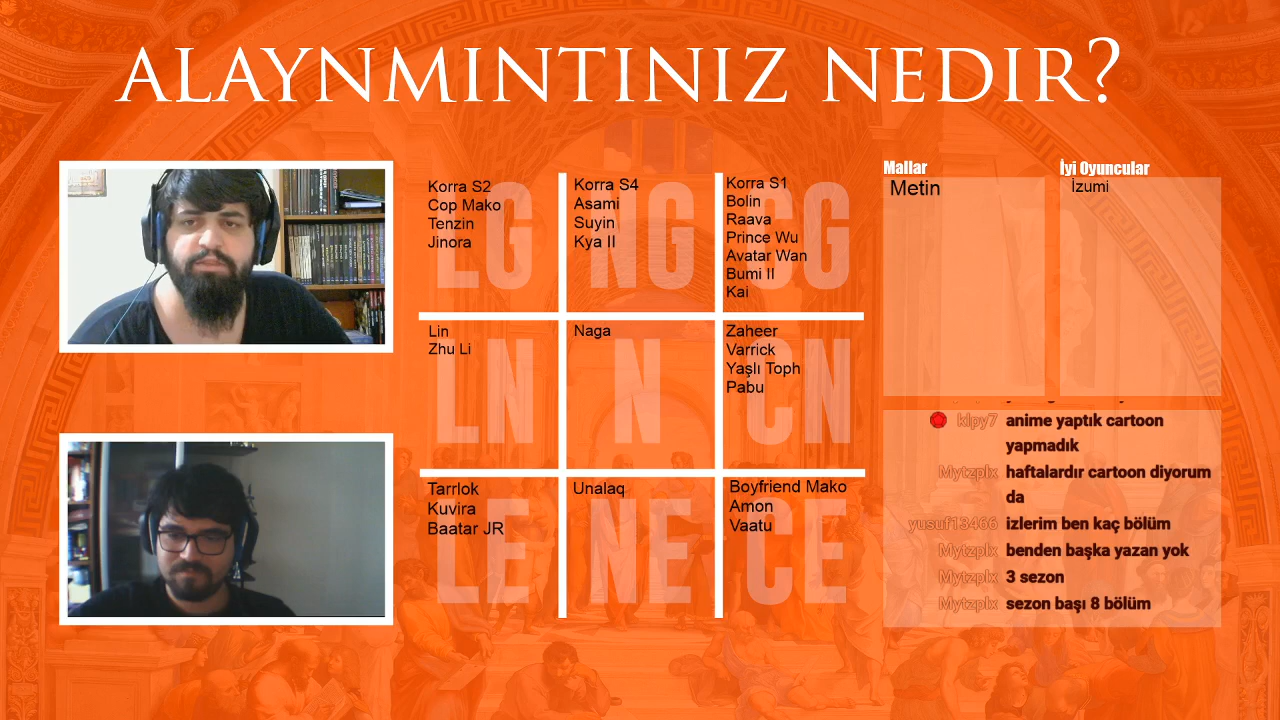 ALAYNMINTINIZ NEDIR?
LG
Korra S2
Cop Mako
Tenzin
Jinora
NG
Korra S4
Asami
Suyin
Kya II
CG
Korra S1
Bolin
Raava
Prince Wu
Avatar Wan
Bumi II
Kai
LN
Lin
Zhu Li
N
Naga
CN
Zaheer
Varrick
Yaşlı Toph
Pabu
LE
Tarrlok
Kuvira
Baatar JR
NE
Unalaq
CE
Boyfriend Mako
Amon
Vaatu
Mallar
Metin
İyi Oyuncular
İzumi
klpy7 anime yaptık cartoon
yapmadık
Mytzplx haftalardır cartoon diyorum
da
yusuf13466 izlerim ben kaç bölüm
Mytzplx benden başka yazan yok
Mytzplx 3 sezon
Mytzplx sezon başı 8 bölüm